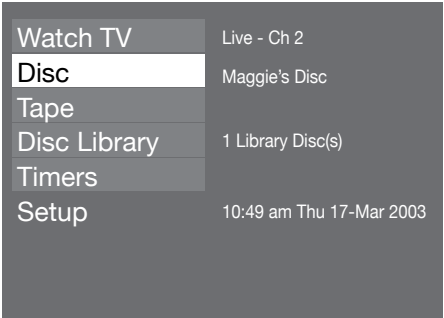 Watch TV Live - Ch 2
Disc Maggie's Disc
Tape
Disc Library 1 Library Disc(s)
Timers
Setup 10:49 am Thu 17-Mar 2003